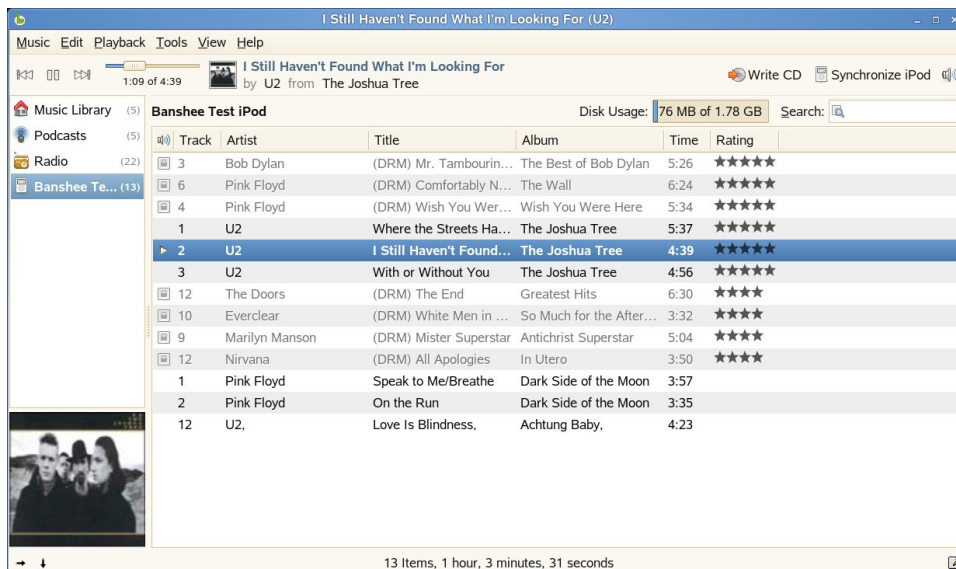 I Still Haven't Found What I'm Looking For (U2)
Music Edit Playback Tools View Help
I Still Haven't Found What I'm Looking For
1:09 of 4:39 by U2 from The Joshua Tree Write CD Synchronize iPod
Music Library (5)
Podcasts (5)
Radio (22)
Banshee Te... (13)
Banshee Test iPod Disk Usage: 76 MB of 1.78 GB Search:
Track Artist Title Album Time Rating
3 Bob Dylan (DRM) Mr. Tambourin... The Best of Bob Dylan 5:26 ★★★★★
6 Pink Floyd (DRM) Comfortably N... The Wall 6:24 ★★★★★
4 Pink Floyd (DRM) Wish You Wer... Wish You Were Here 5:34 ★★★★★
1 U2 Where the Streets Ha... The Joshua Tree 5:37 ★★★★★
2 U2 I Still Haven't Found... The Joshua Tree 4:39 ★★★★★
3 U2 With or Without You The Joshua Tree 4:56 ★★★★★
12 The Doors (DRM) The End Greatest Hits 6:30 ★★★★
10 Everclear (DRM) White Men in ... So Much for the After... 3:32 ★★★★
9 Marilyn Manson (DRM) Mister Superstar Antichrist Superstar 5:04 ★★★★
12 Nirvana (DRM) All Apologies In Utero 3:50 ★★★★
1 Pink Floyd Speak to Me/Breathe Dark Side of the Moon 3:57
2 Pink Floyd On the Run Dark Side of the Moon 3:35
12 U2, Love Is Blindness, Achtung Baby, 4:23
13 Items, 1 hour, 3 minutes, 31 seconds